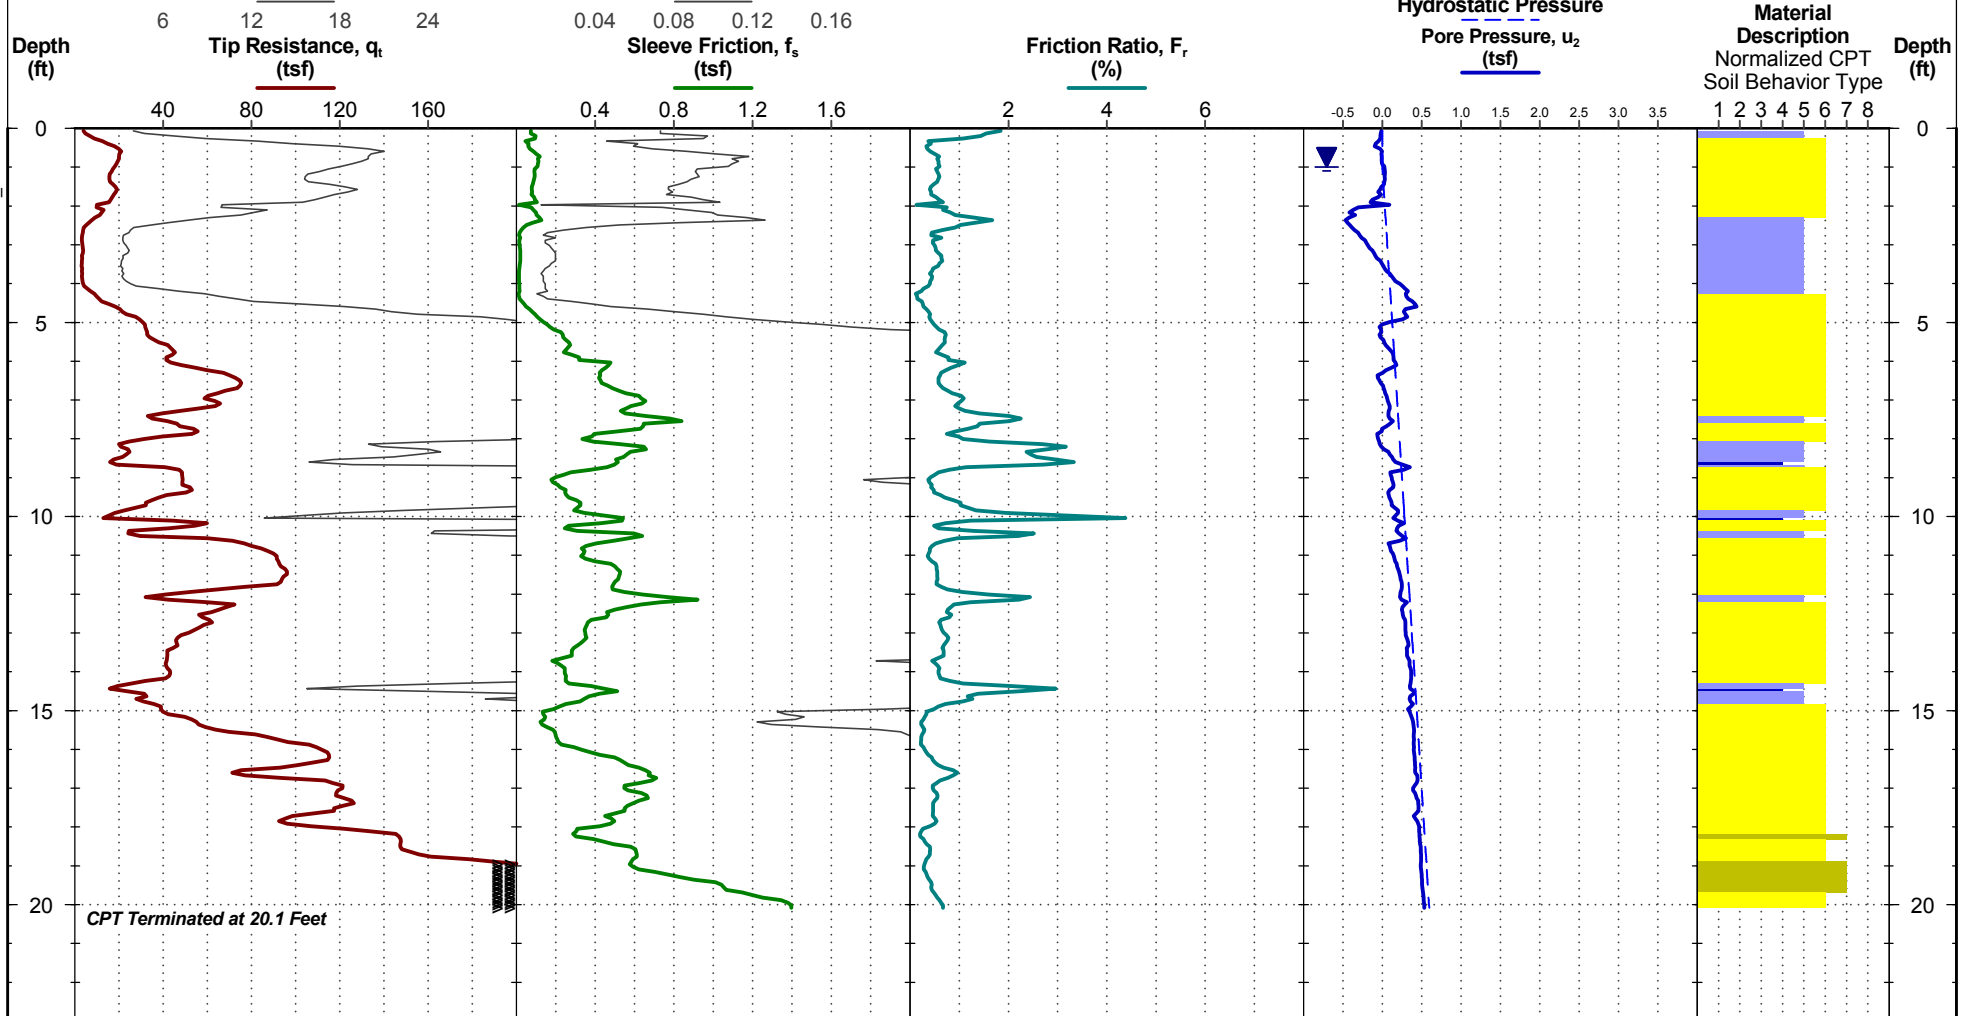 Hydrostatic Pressure
6 12 18 24
0.04 0.08 0.12 0.16
Depth
(ft)
Tip Resistance, qt
(tsf)
Sleeve Friction, fs
(tsf)
Friction Ratio, Fr
(%)
Pore Pressure, u2
(tsf)
Material
Description
Normalized CPT
Soil Behavior Type
Depth
(ft)
40 80 120 160
0.4 0.8 1.2 1.6
2 4 6
-0.5 0.0 0.5 1.0 1.5 2.0 2.5 3.0 3.5
1 2 3 4 5 6 7 8
0 0
5 5
10 10
15 15
20 20
CPT Terminated at 20.1 Feet